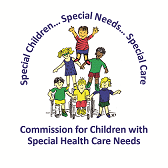 Special Children... Special Needs... Special Care
Commission for Children with
Special Health Care Needs